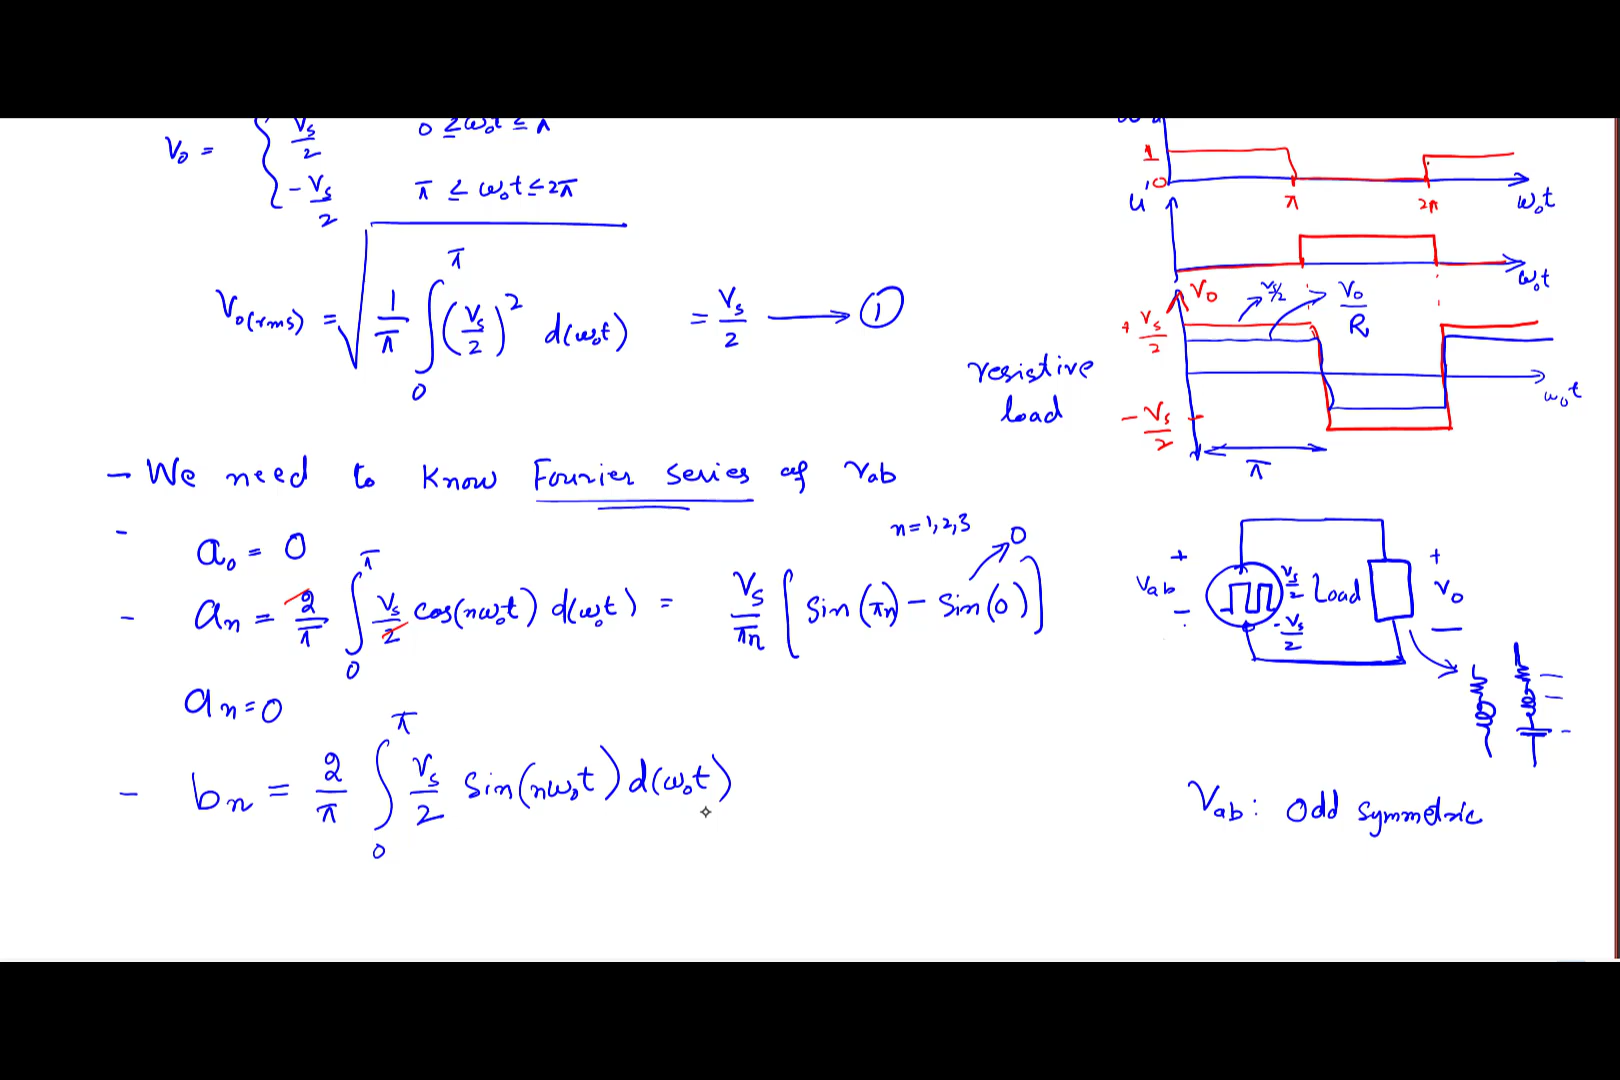 V₀ = { Vs/2 0 ≤ ω₀t ≤ π
-Vs/2 π ≤ ω₀t ≤ 2π
V₀(rms) = √( 1/π ∫₀^π (Vs/2)² d(ω₀t) ) = Vs/2 → ①
- We need to know Fourier series of Vab
- a₀ = 0
n=1,2,3
- aₙ = 2/π ∫₀^π Vs/2 cos(nω₀t) d(ω₀t) = Vs/πn [ Sin(πn) - Sin(0) ] → 0
aₙ=0
- bₙ = 2/π ∫₀^π Vs/2 Sin(nω₀t) d(ω₀t)
1
0
π
2π
ω₀t
u'
ω₀t
V₀
Vs/2
V₀/R
+Vs/2
-Vs/2
ω₀t
π
resistive
load
+
Vab
-
Vs/2
-Vs/2
Load
+
V₀
-
Vab: Odd symmetric